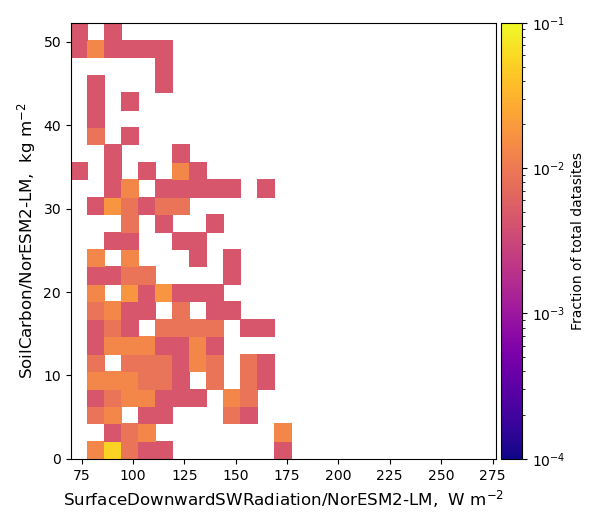 50
40
30
20
10
0
75 100 125 150 175 200 225 250 275
SoilCarbon/NorESM2-LM, kg m⁻²
SurfaceDownwardSWRadiation/NorESM2-LM, W m⁻²
10⁻¹
10⁻²
10⁻³
10⁻⁴
Fraction of total datasites